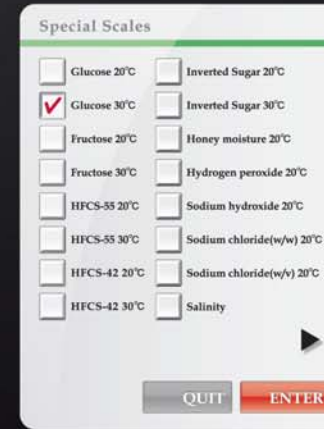 Special Scales
Glucose 20°C
Inverted Sugar 20°C
Glucose 30°C
Inverted Sugar 30°C
Fructose 20°C
Honey moisture 20°C
Fructose 30°C
Hydrogen peroxide 20°C
HFCS-55 20°C
Sodium hydroxide 20°C
HFCS-55 30°C
Sodium chloride(w/w) 20°C
HFCS-42 20°C
Sodium chloride(w/v) 20°C
HFCS-42 30°C
Salinity
QUIT
ENTER